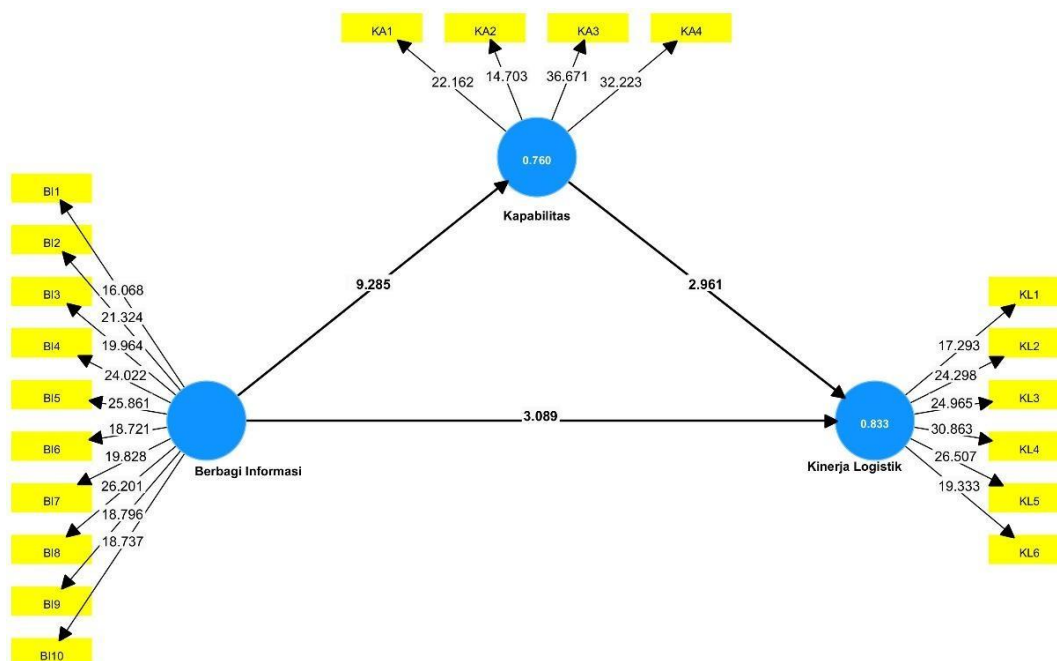 KA1
KA2
KA3
KA4
22.162
14.703
36.671
32.223
0.760
Kapabilitas
BI1
BI2
BI3
BI4
BI5
BI6
BI7
BI8
BI9
BI10
16.068
21.324
19.964
24.022
25.861
18.721
19.828
26.201
18.796
18.737
Berbagi Informasi
9.285
2.961
3.089
0.833
Kinerja Logistik
17.293
24.298
24.965
30.863
26.507
19.333
KL1
KL2
KL3
KL4
KL5
KL6